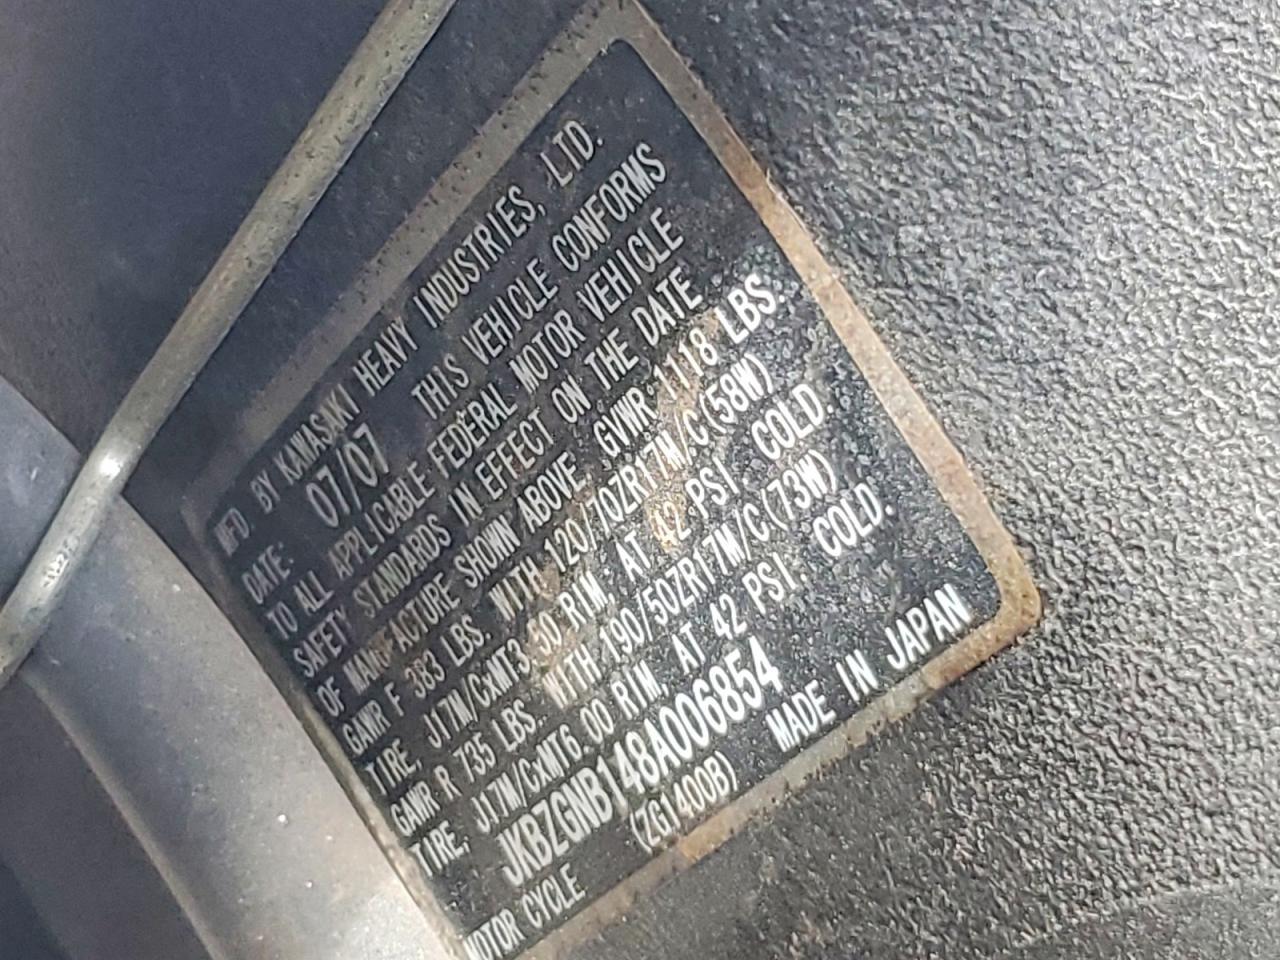 MFD. BY KAWASAKI HEAVY INDUSTRIES, LTD.
DATE: 07/07 THIS VEHICLE CONFORMS
TO ALL APPLICABLE FEDERAL MOTOR VEHICLE
SAFETY STANDARDS IN EFFECT ON THE DATE
OF MANUFACTURE SHOWN ABOVE. GVWR 1118 LBS.
GAWR F 383 LBS. WITH 120/70ZR17M/C(58W)
TIRE, J17M/CxMT3.50 RIM, AT 42 PSI COLD.
GAWR R 735 LBS. WITH 190/50ZR17M/C(73W)
TIRE, J17M/CxMT6.00 RIM, AT 42 PSI. COLD.
JKBZGNB148A006854
MOTOR CYCLE (ZG1400B) MADE IN JAPAN